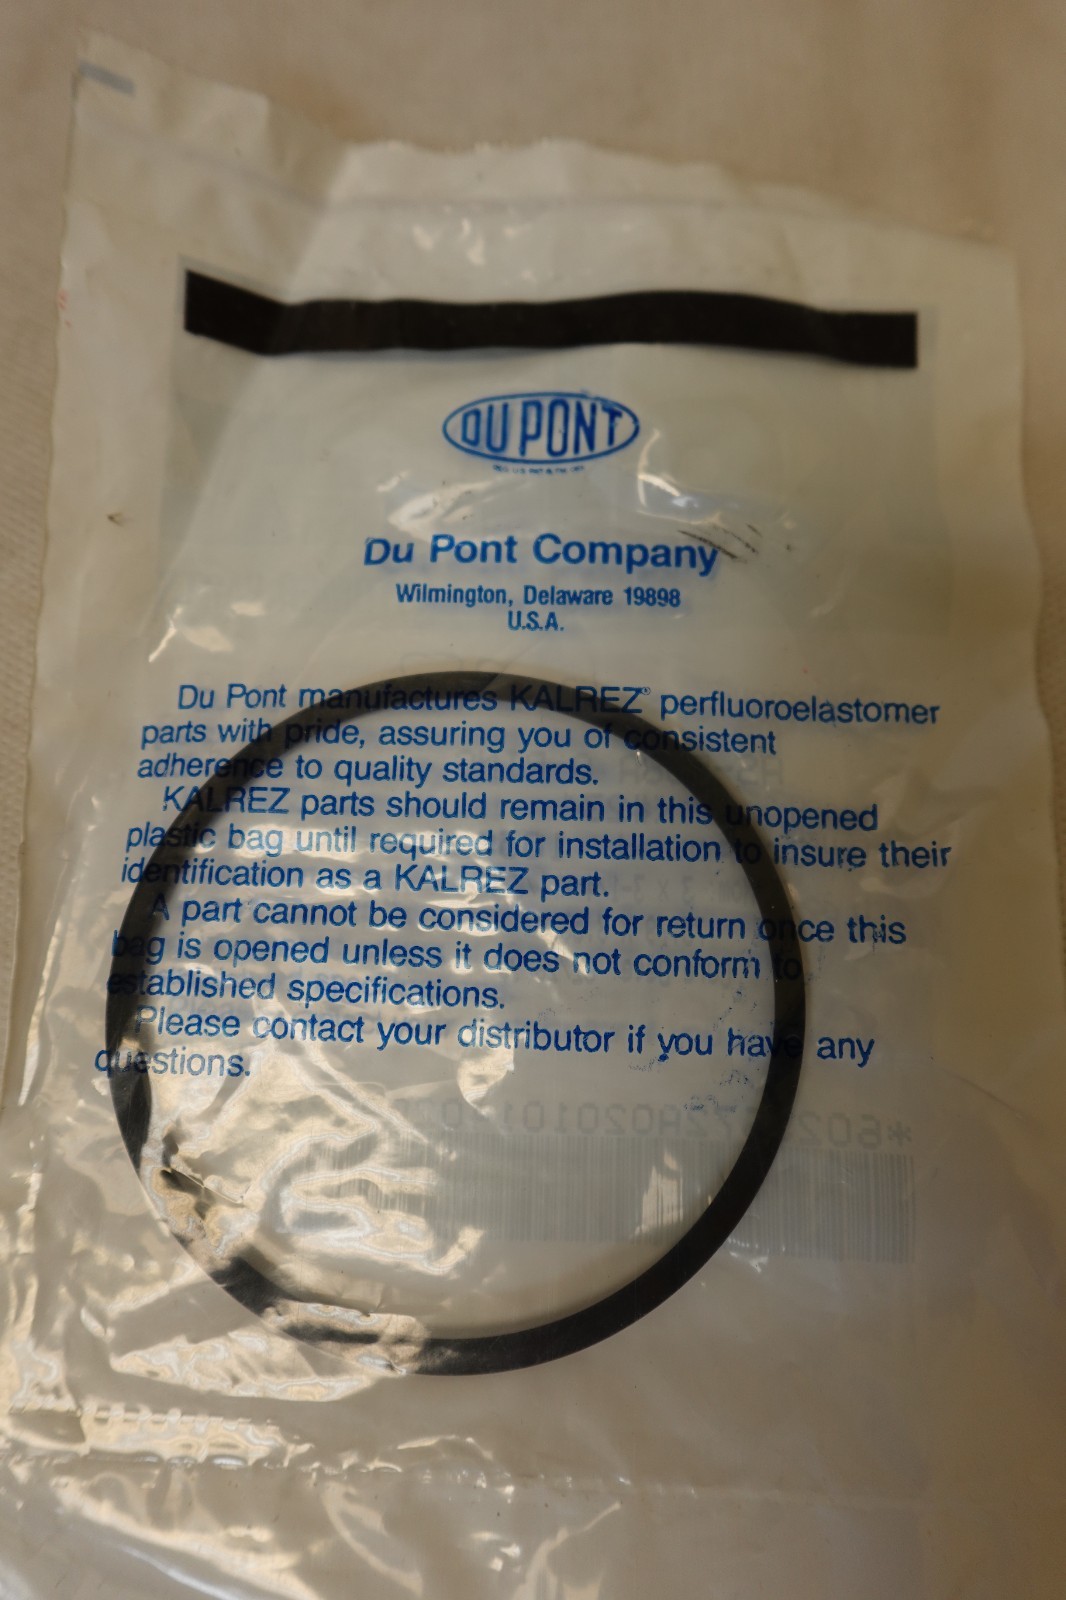 DU PONT
Du Pont Company
Wilmington, Delaware 19898
U.S.A.
Du Pont manufactures KALREZ® perfluoroelastomer
parts with pride, assuring you of consistent
adherence to quality standards.
KALREZ parts should remain in this unopened
plastic bag until required for installation to insure their
identification as a KALREZ part.
A part cannot be considered for return once this
bag is opened unless it does not conform to
established specifications.
Please contact your distributor if you have any
questions.